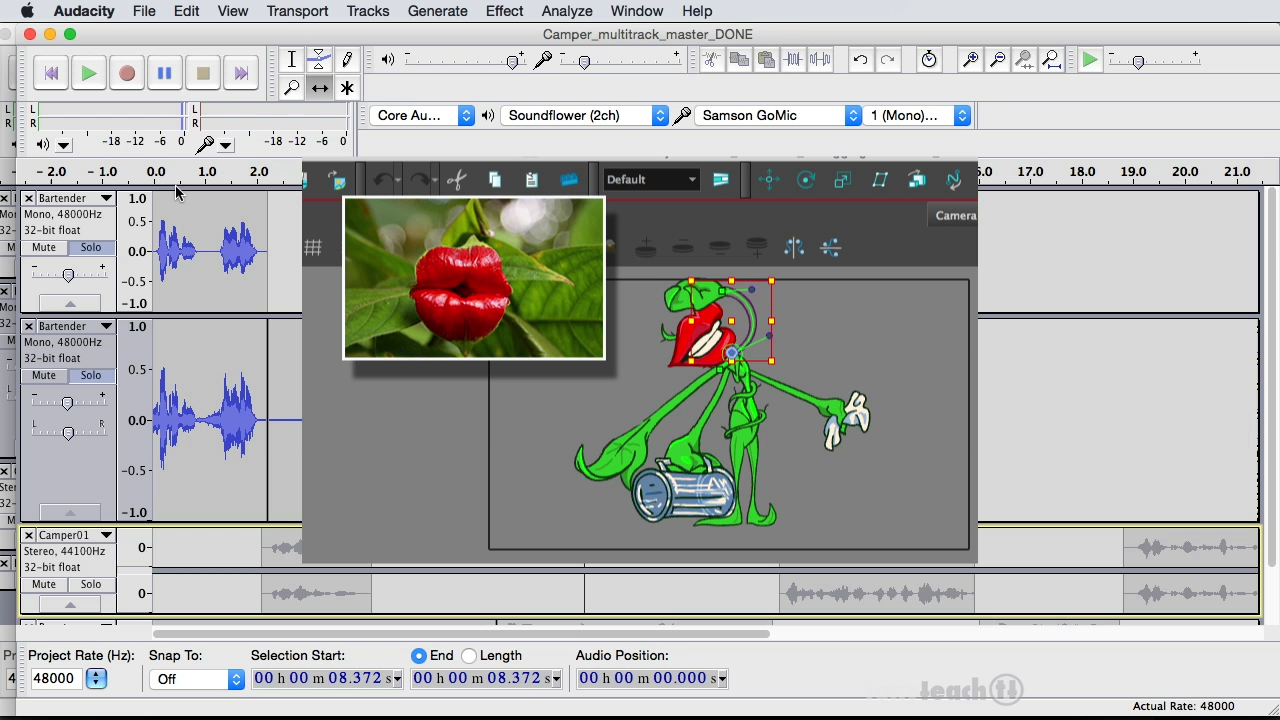 Audacity File Edit View Transport Tracks Generate Effect Analyze Window Help
Camper_multitrack_master_DONE
L
R
-18 -12 -6 0
L
R
-18 -12 -6 0
Core Au...
Soundflower (2ch)
Samson GoMic
1 (Mono)...
2.0 1.0 0.0 1.0 2.0
16.0 17.0 18.0 19.0 20.0 21.0
Default
Camera
Bartender
Mono, 48000Hz
32-bit float
Mute Solo
- +
1.0
0.5
0.0
-0.5
-1.0
Bartender
Mono, 48000Hz
32-bit float
Mute Solo
- +
L R
1.0
0.5
0.0
-0.5
-1.0
Camper01
Stereo, 44100Hz
32-bit float
Mute Solo
0
0
Project Rate (Hz):
48000
Snap To:
Off
Selection Start:
00 h 00 m 08.372 s
End Length
00 h 00 m 08.372 s
Audio Position:
00 h 00 m 00.000 s
teach
Actual Rate: 48000